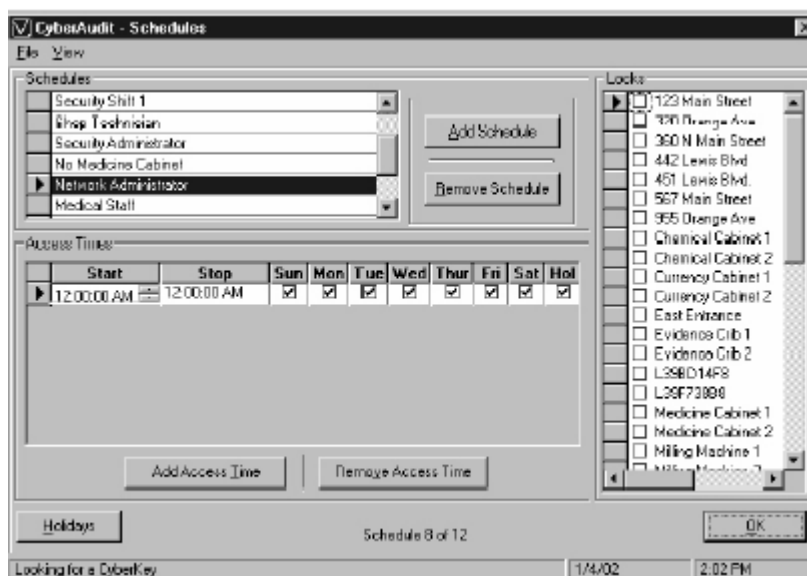 CyberAudit - Schedules
File View
Schedules
Security Shift 1
Shop Technician
Security Administrator
No Medicine Cabinet
Network Administrator
Medical Staff
Add Schedule
Remove Schedule
Access Times
Start Stop Sun Mon Tue Wed Thur Fri Sat Hol
12:00:00 AM 12:00:00 AM
Add Access Time
Remove Access Time
Locks
123 Main Street
320 Orange Ave
360 N Main Street
442 Lewis Blvd
451 Lewis Blvd.
567 Main Street
955 Orange Ave
Chemical Cabinet 1
Chemical Cabinet 2
Currency Cabinet 1
Currency Cabinet 2
East Entrance
Evidence Crib 1
Evidence Crib 2
L39BD14F8
L39F738B8
Medicine Cabinet 1
Medicine Cabinet 2
Milling Machine 1
Holidays
Schedule 8 of 12
OK
Looking for a CyberKey
1/4/02
2:02 PM